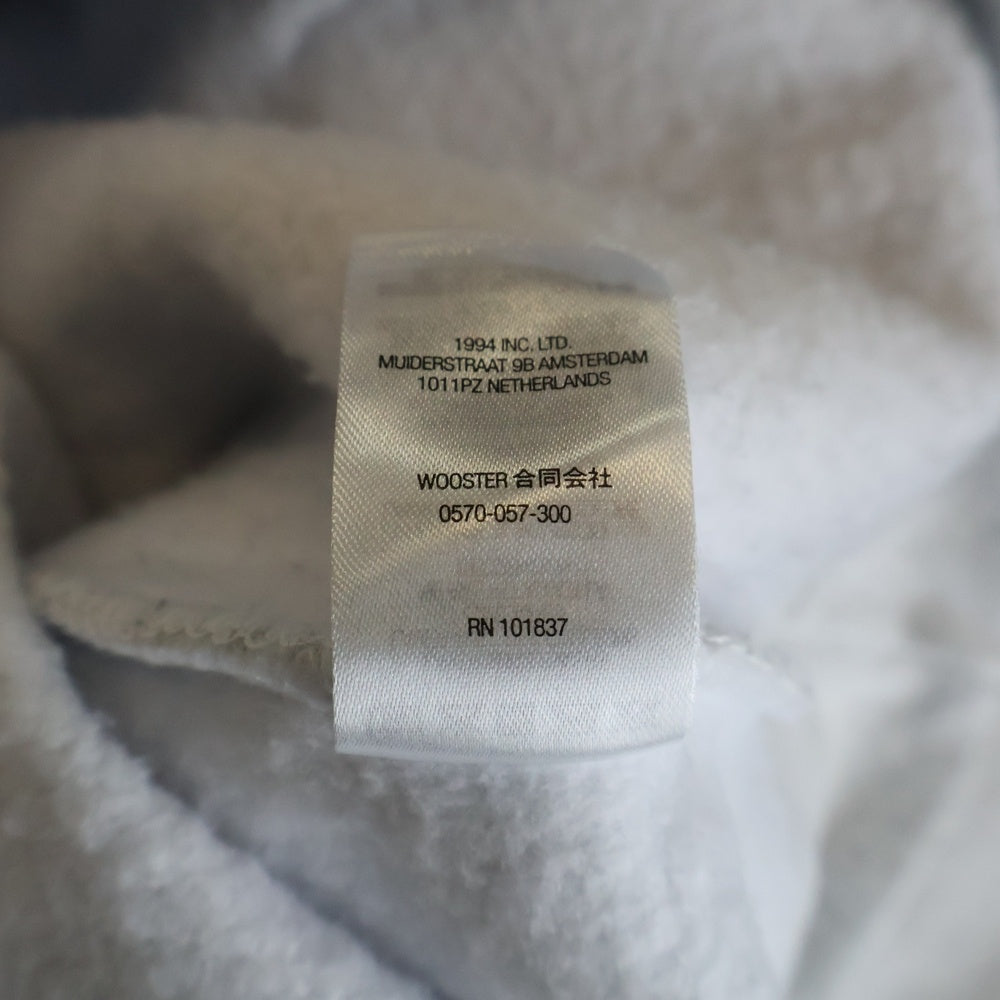 1994 INC. LTD.
MUIDERSTRAAT 9B AMSTERDAM
1011PZ NETHERLANDS
WOOSTER 合同会社
0570-057-300
RN 101837